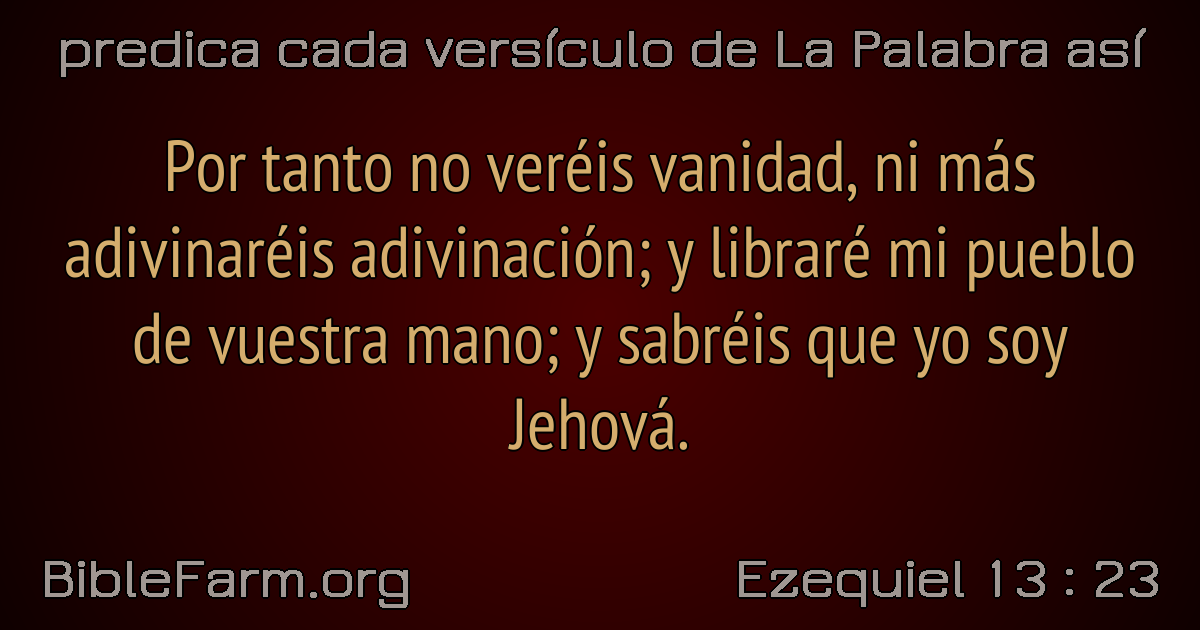 predica cada versículo de La Palabra así
Por tanto no veréis vanidad, ni más
adivinaréis adivinación; y libraré mi pueblo
de vuestra mano; y sabréis que yo soy
Jehová.
BibleFarm.org
Ezequiel 13 : 23